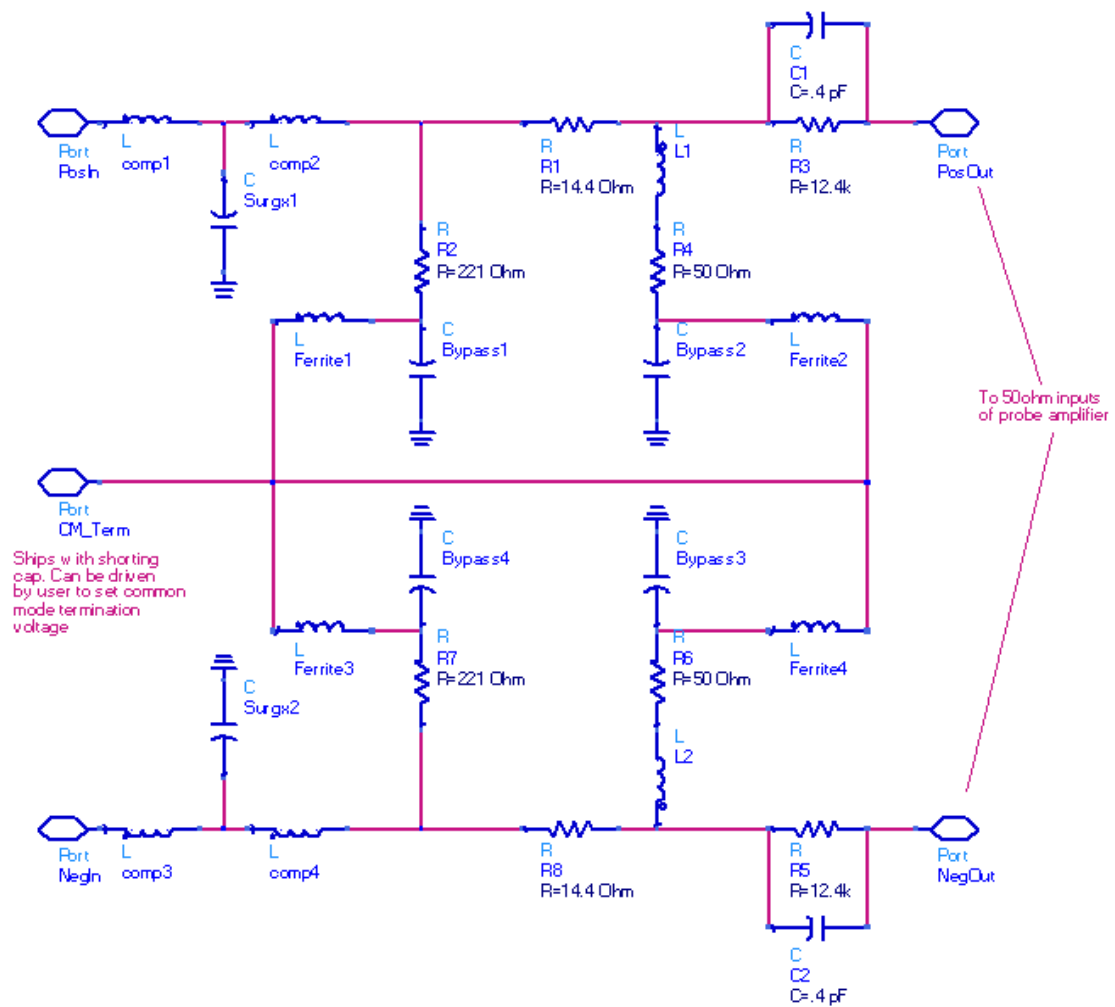 C
C1
C=.4 pF
Port
PosIn
L
comp1
L
comp2
R
R1
R=14.4 Ohm
L
L1
R
R3
R=12.4k
Port
PosOut
C
Surgx1
R
R2
R=221 Ohm
R
R4
R=50 Ohm
L
Ferrite1
C
Bypass1
C
Bypass2
L
Ferrite2
To 50ohm inputs
of probe amplifier
Port
CM_Term
Ships with shorting
cap. Can be driven
by user to set common
mode termination
voltage
C
Bypass4
C
Bypass3
L
Ferrite3
R
R7
R=221 Ohm
R
R6
R=50 Ohm
L
Ferrite4
C
Surgx2
L
L2
Port
NegIn
L
comp3
L
comp4
R
R8
R=14.4 Ohm
R
R5
R=12.4k
Port
NegOut
C
C2
C=.4 pF